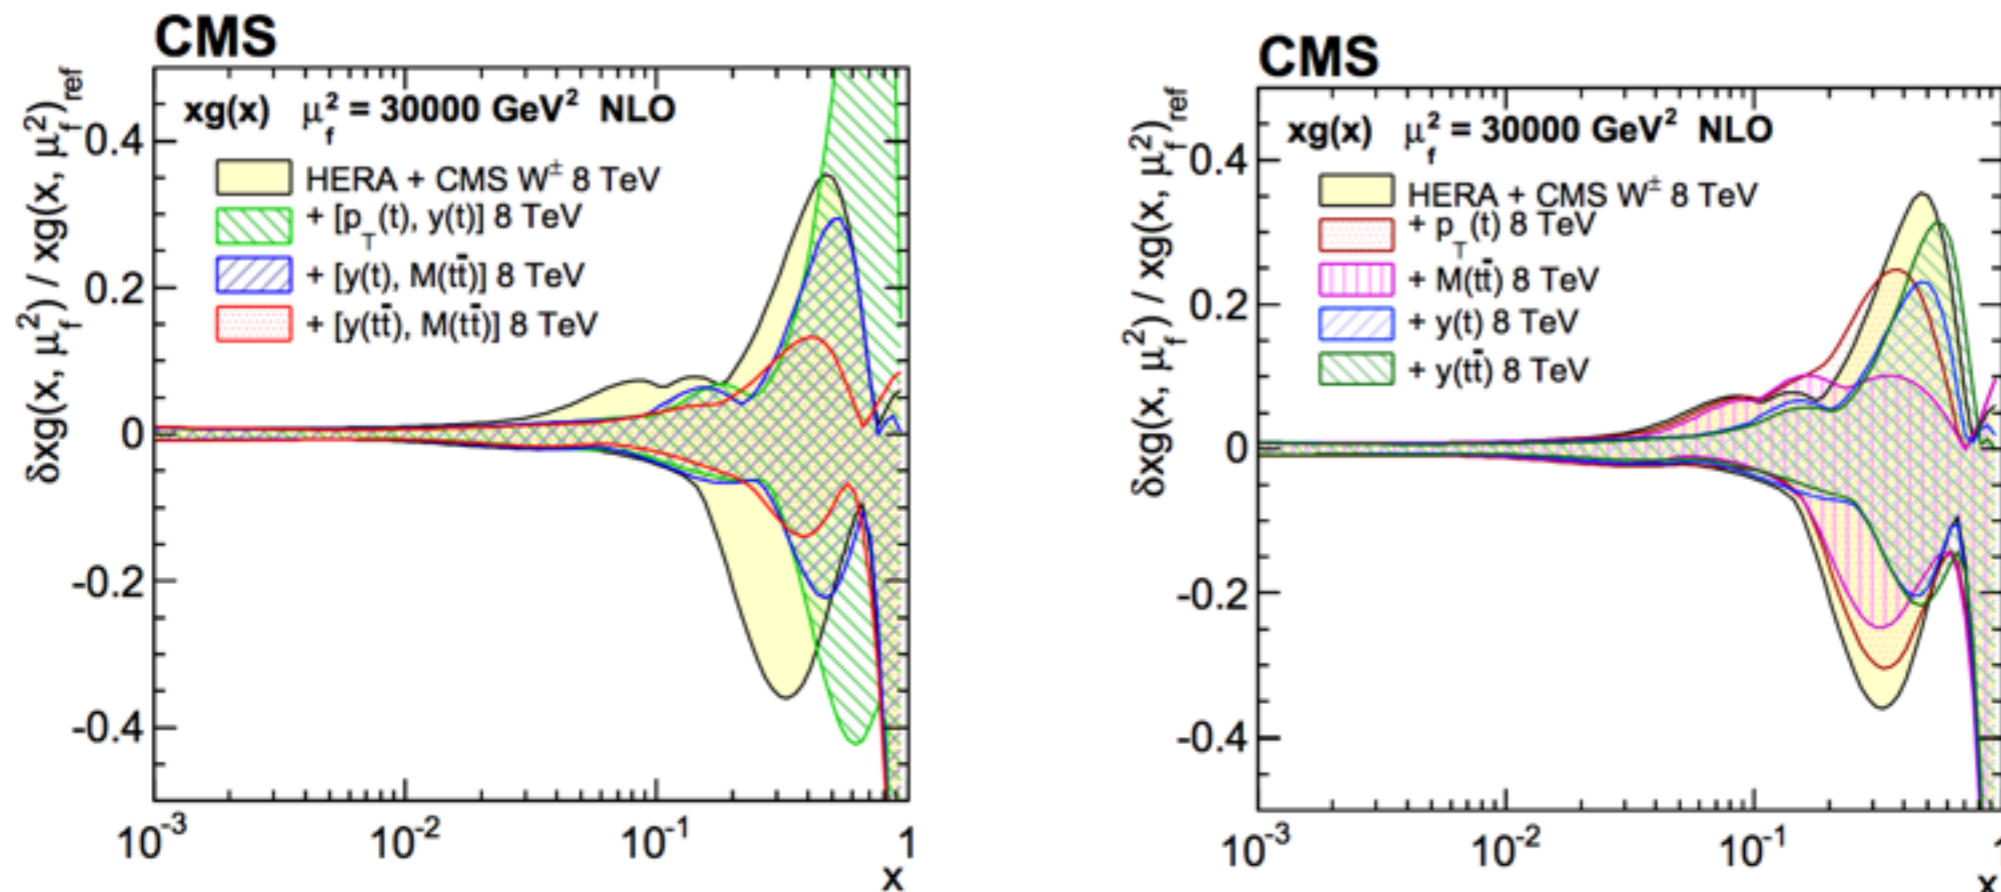 CMS
xg(x) μ_f^2 = 30000 GeV^2 NLO
HERA + CMS W^± 8 TeV
+ [p_T(t), y(t)] 8 TeV
+ [y(t), M(tt̄)] 8 TeV
+ [y(tt̄), M(tt̄)] 8 TeV
δxg(x, μ_f^2) / xg(x, μ_f^2)_ref
0.4
0.2
0
-0.2
-0.4
10^-3
10^-2
10^-1
1
x
CMS
xg(x) μ_f^2 = 30000 GeV^2 NLO
HERA + CMS W^± 8 TeV
+ p_T(t) 8 TeV
+ M(tt̄) 8 TeV
+ y(t) 8 TeV
+ y(tt̄) 8 TeV
δxg(x, μ_f^2) / xg(x, μ_f^2)_ref
0.4
0.2
0
-0.2
-0.4
10^-3
10^-2
10^-1
1
x